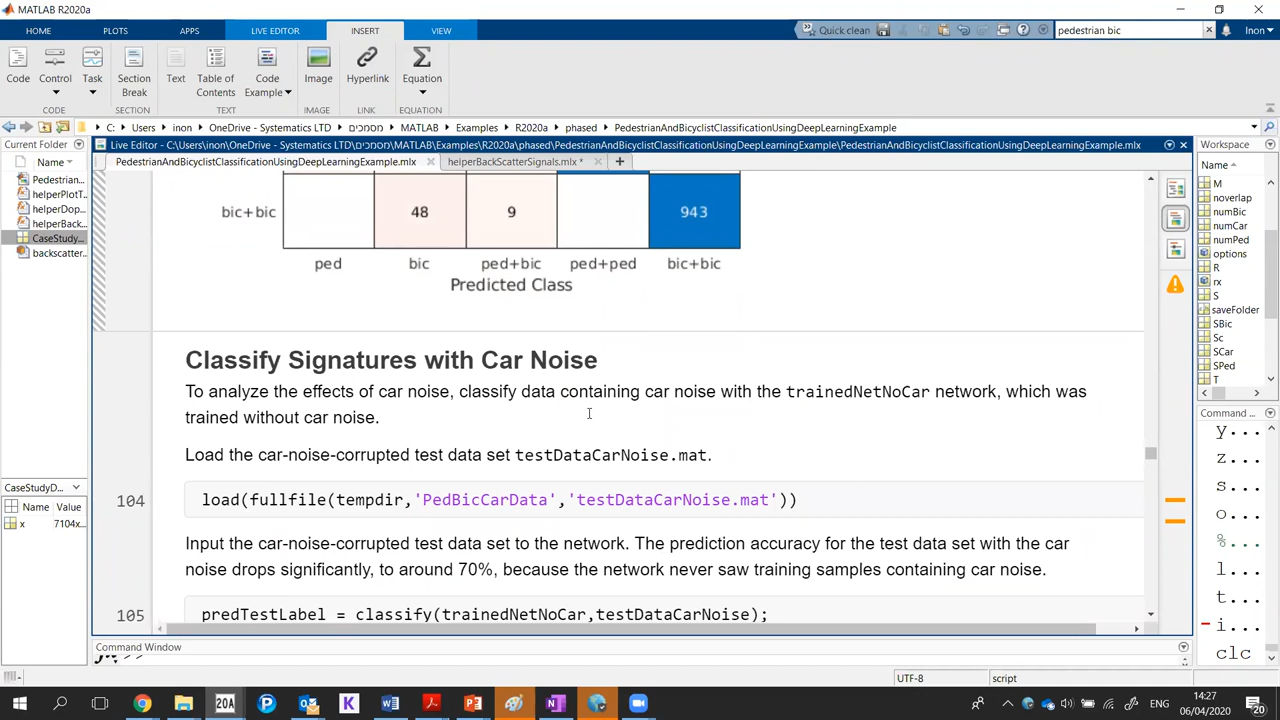 MATLAB R2020a
HOME PLOTS APPS LIVE EDITOR INSERT VIEW Quick clean pedestrian bic Inon
Code Control Task Section Break Text Table of Contents Code Example Image Hyperlink Equation
CODE SECTION TEXT IMAGE LINK EQUATION
C: Users inon OneDrive - Systematics LTD מסמכים MATLAB Examples R2020a phased PedestrianAndBicyclistClassificationUsingDeepLearningExample
Current Folder
Name
Pedestrian...
helperPlotT...
helperDop...
helperBack...
CaseStudy...
backscatter...
CaseStudyD...
Name Value
x 7104x...
Live Editor - C:\Users\inon\OneDrive - Systematics LTD\מסמכים\MATLAB\Examples\R2020a\phased\PedestrianAndBicyclistClassificationUsingDeepLearningExample\PedestrianAndBicyclistClassificationUsingDeepLearningExample.mlx
PedestrianAndBicyclistClassificationUsingDeepLearningExample.mlx helperBackScatterSignals.mlx *
bic+bic 48 9 943
ped bic ped+bic ped+ped bic+bic
Predicted Class
Classify Signatures with Car Noise
To analyze the effects of car noise, classify data containing car noise with the trainedNetNoCar network, which was
trained without car noise.
Load the car-noise-corrupted test data set testDataCarNoise.mat.
104 load(fullfile(tempdir,'PedBicCarData','testDataCarNoise.mat'))
Input the car-noise-corrupted test data set to the network. The prediction accuracy for the test data set with the car
noise drops significantly, to around 70%, because the network never saw training samples containing car noise.
105 predTestLabel = classify(trainedNetNoCar,testDataCarNoise);
Command Window
>>
Workspace
Name
M
noverlap
numBic
numCar
numPed
options
R
rx
S
saveFolder
SBic
Sc
SCar
SPed
T
Command ...
y...
z...
s...
o...
%...
l...
t...
i...
clc
UTF-8 script
20A
ENG 14:27
06/04/2020 20